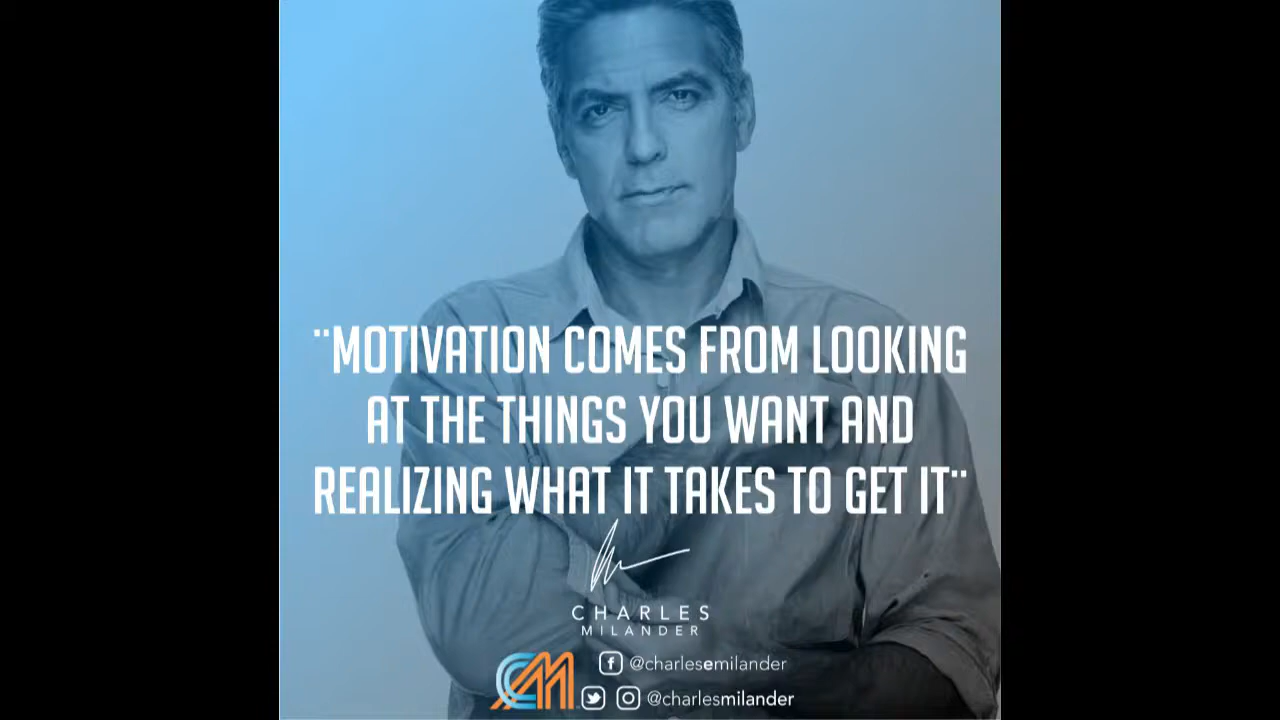 ¨MOTIVATION COMES FROM LOOKING
AT THE THINGS YOU WANT AND
REALIZING WHAT IT TAKES TO GET IT¨
CHARLES
MILANDER
@charlesemilander
@charlesmilander